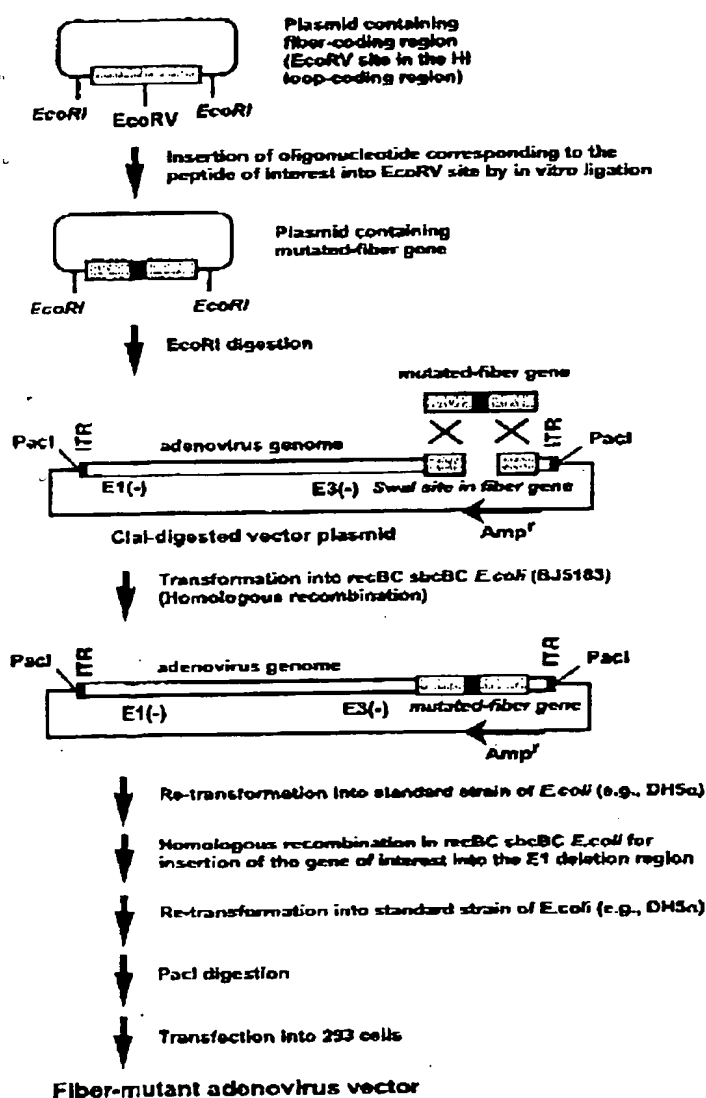 Plasmid containing
fiber-coding region
(EcoRV site in the HI
loop-coding region)
EcoRI
EcoRV
EcoRI
Insertion of oligonucleotide corresponding to the
peptide of interest into EcoRV site by in vitro ligation
Plasmid containing
mutated-fiber gene
EcoRI
EcoRI
EcoRI digestion
mutated-fiber gene
PacI
ITR
adenovirus genome
ITR
PacI
E1(-)
E3(-)
SwaI site in fiber gene
ClaI-digested vector plasmid
Ampʳ
Transformation into recBC sbcBC E.coli (BJ5183)
(Homologous recombination)
PacI
ITR
adenovirus genome
ITR
PacI
E1(-)
E3(-)
mutated-fiber gene
Ampʳ
Re-transformation into standard strain of E.coli (e.g., DH5α)
Homologous recombination in recBC sbcBC E.coli for
insertion of the gene of interest into the E1 deletion region
Re-transformation into standard strain of E.coli (e.g., DH5α)
PacI digestion
Transfection into 293 cells
Fiber-mutant adenovirus vector